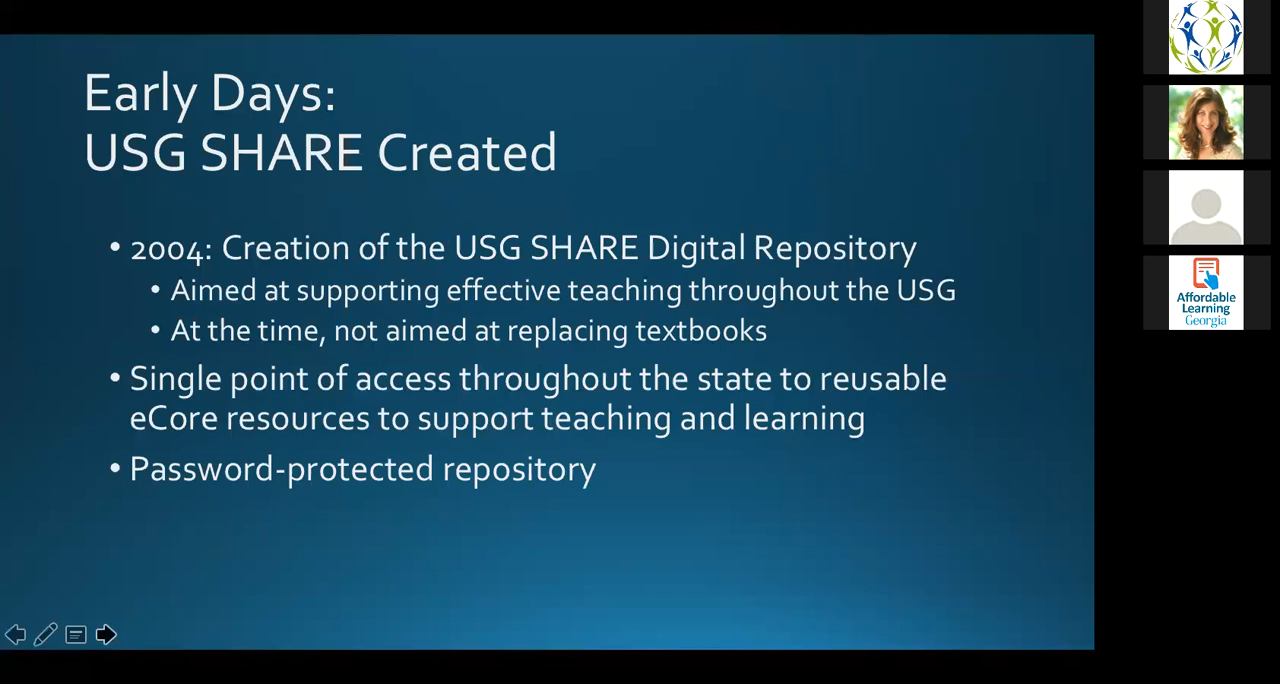 Early Days:
USG SHARE Created
• 2004: Creation of the USG SHARE Digital Repository
• Aimed at supporting effective teaching throughout the USG
• At the time, not aimed at replacing textbooks
• Single point of access throughout the state to reusable
eCore resources to support teaching and learning
• Password-protected repository
Affordable
Learning
Georgia